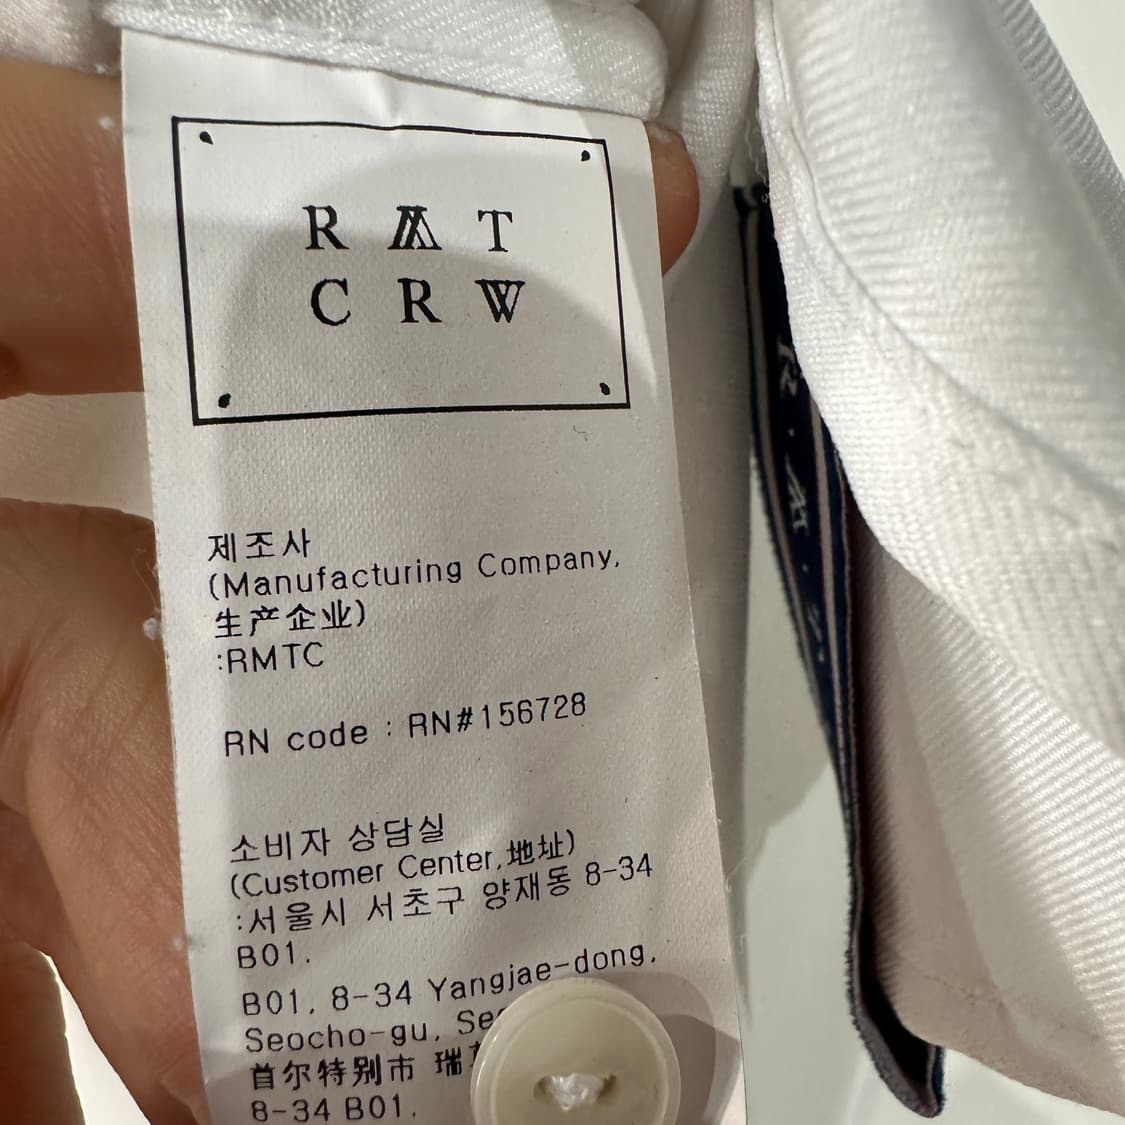 R M T
C R W
제조사
(Manufacturing Company,
生产企业)
:RMTC
RN code : RN#156728
소비자 상담실
(Customer Center,地址)
:서울시 서초구 양재동 8-34
B01.
B01, 8-34 Yangjae-dong,
Seocho-gu,
首尔特别市 瑞
8-34 B01.